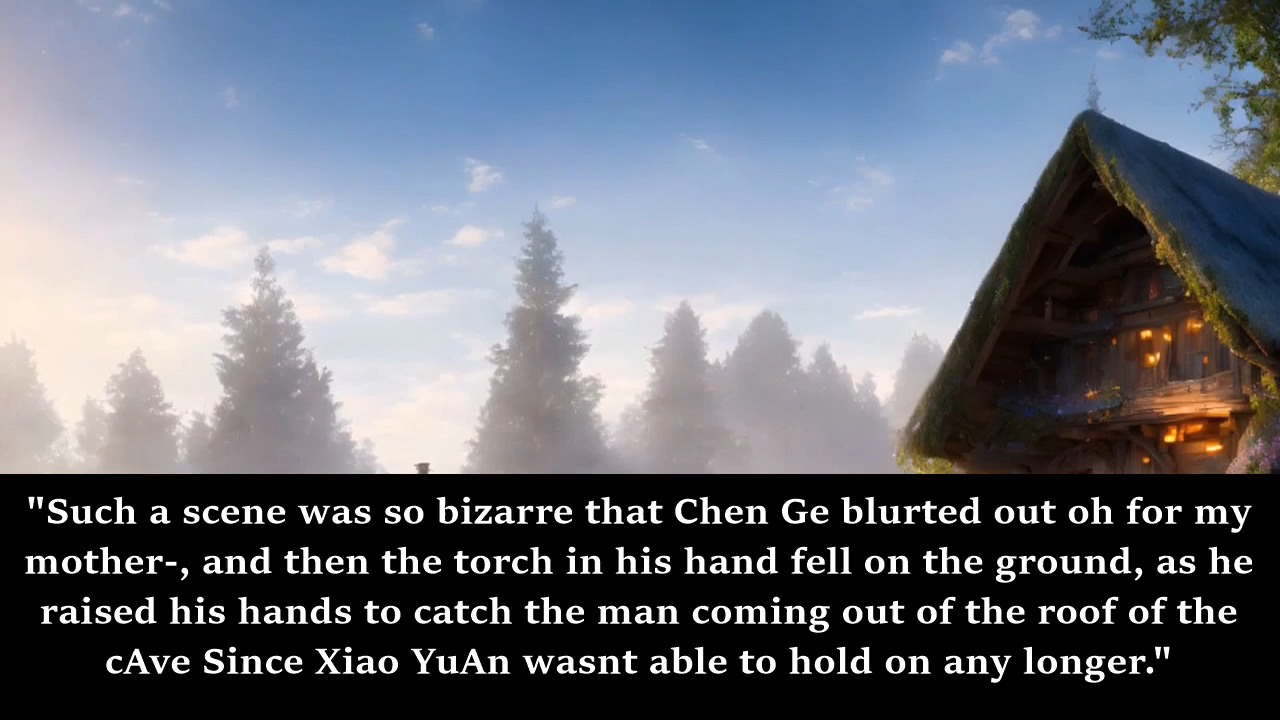 "Such a scene was so bizarre that Chen Ge blurted out oh for my
mother-, and then the torch in his hand fell on the ground, as he
raised his hands to catch the man coming out of the roof of the
cAve Since Xiao YuAn wasnt able to hold on any longer."